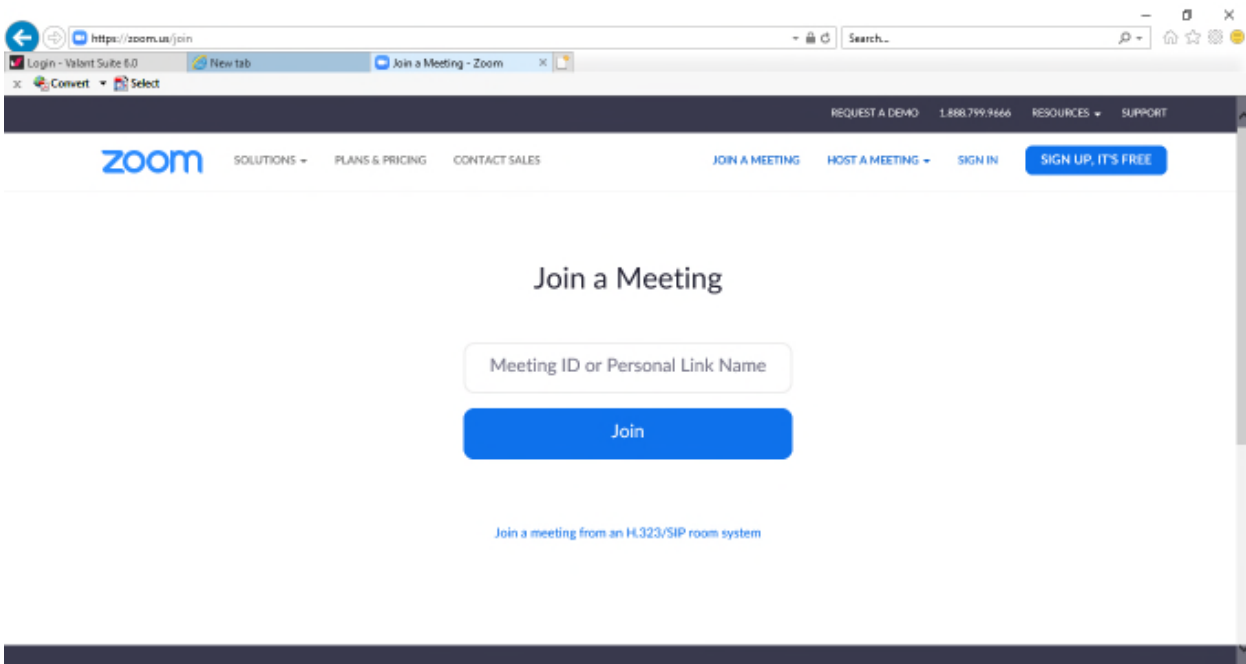 https://zoom.us/join
Search...
Login - Valant Suite 6.0
New tab
Join a Meeting - Zoom
x
Convert
Select
REQUEST A DEMO 1.888.799.9666 RESOURCES SUPPORT
zoom SOLUTIONS PLANS & PRICING CONTACT SALES JOIN A MEETING HOST A MEETING SIGN IN SIGN UP, IT'S FREE
Join a Meeting
Meeting ID or Personal Link Name
Join
Join a meeting from an H.323/SIP room system